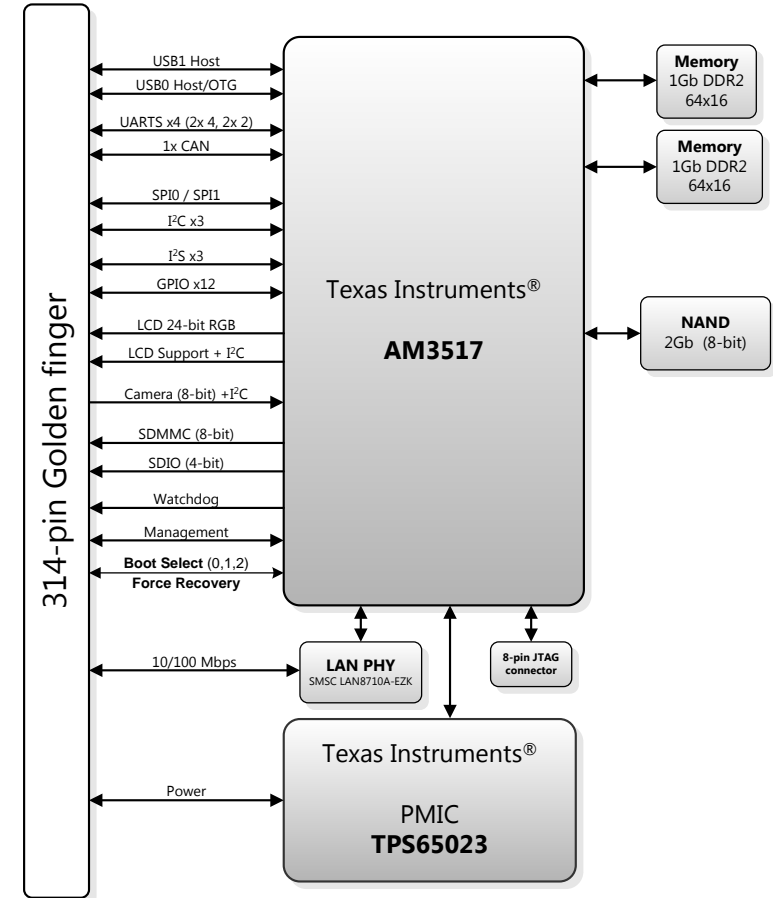 314-pin Golden finger
USB1 Host
USB0 Host/OTG
UARTS x4 (2x 4, 2x 2)
1x CAN
SPI0 / SPI1
I²C x3
I²S x3
GPIO x12
LCD 24-bit RGB
LCD Support + I²C
Camera (8-bit) +I²C
SDMMC (8-bit)
SDIO (4-bit)
Watchdog
Management
Boot Select (0,1,2)
Force Recovery
10/100 Mbps
Power
Texas Instruments®
AM3517
Memory
1Gb DDR2
64x16
Memory
1Gb DDR2
64x16
NAND
2Gb (8-bit)
LAN PHY
SMSC LAN8710A-EZK
8-pin JTAG
connector
Texas Instruments®
PMIC
TPS65023